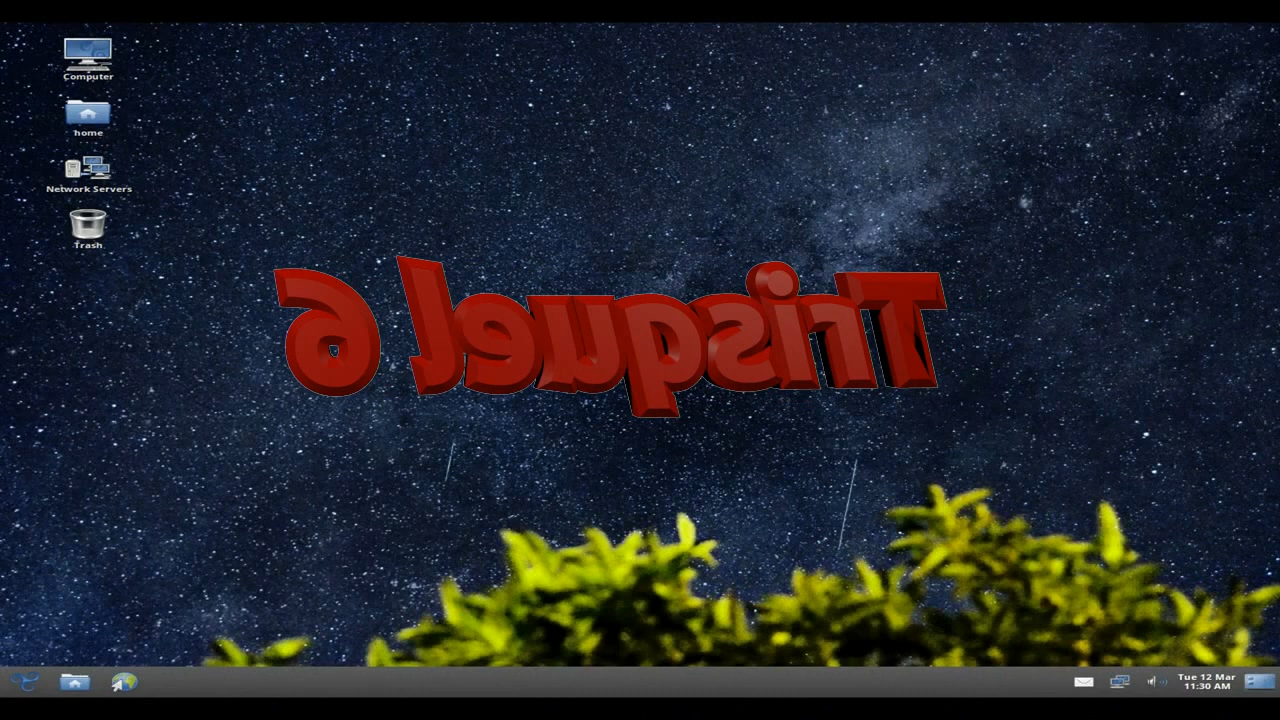 Computer
home
Network Servers
Trash
Trisquel 6
Tue 12 Mar
11:30 AM